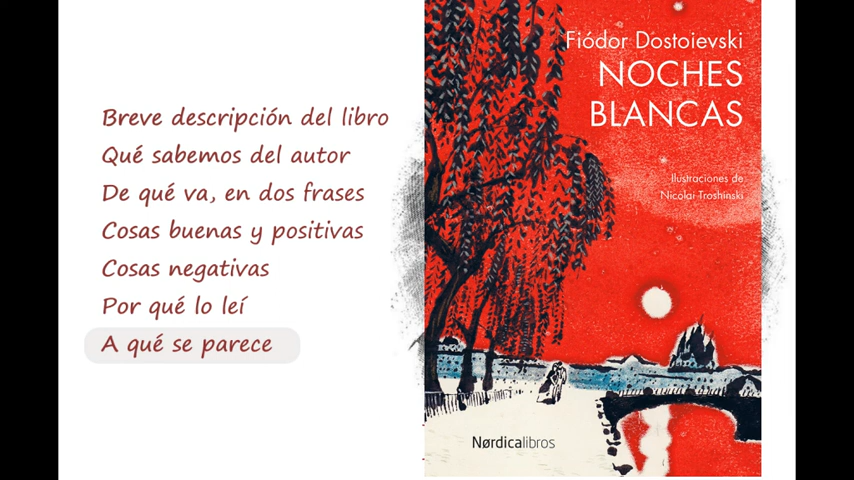 Breve descripción del libro
Qué sabemos del autor
De qué va, en dos frases
Cosas buenas y positivas
Cosas negativas
Por qué lo leí
A qué se parece
Fiódor Dostoievski
NOCHES
BLANCAS
Ilustraciones de
Nicolai Troshinski
Nørdicalibros